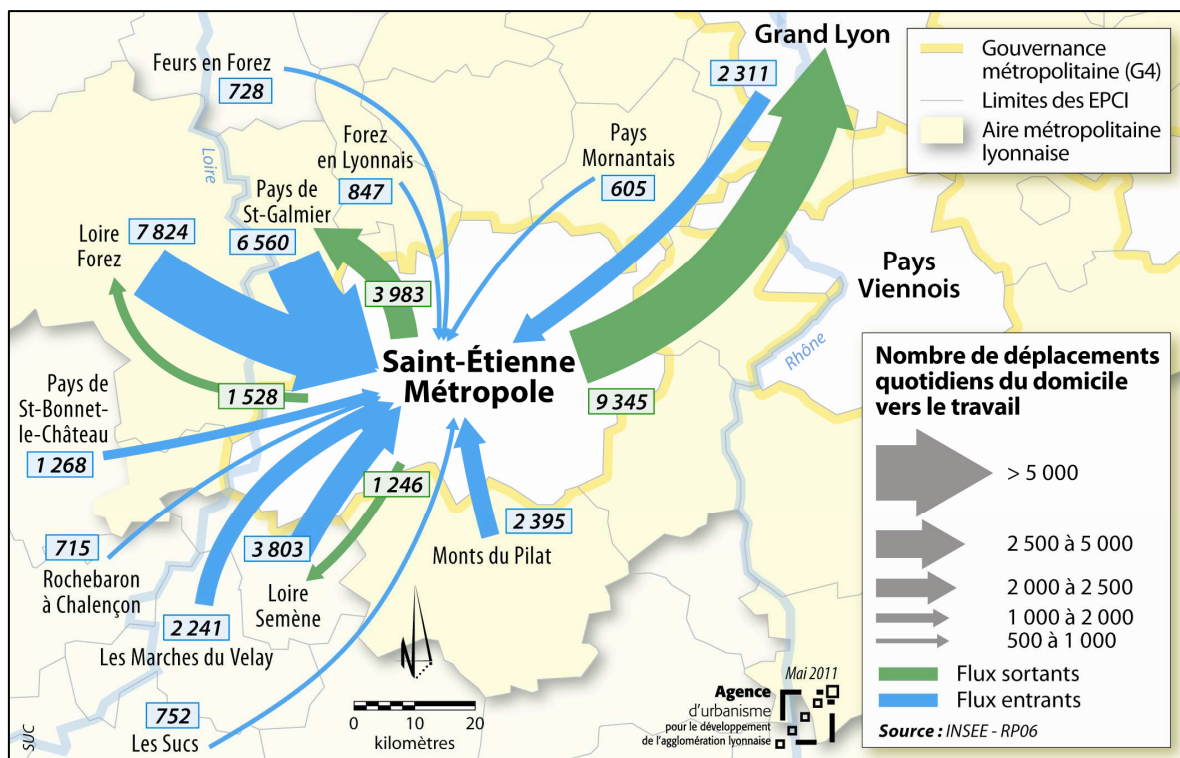 Feurs en Forez
728
Forez
en Lyonnais
847
Pays de
St-Galmier
6 560
Loire
Forez
7 824
Loire
3 983
1 528
Pays de
St-Bonnet-
le-Château
1 268
715
Rochebaron
à Chalençon
2 241
Les Marches du Velay
3 803
Loire
Semène
1 246
752
Les Sucs
2 395
Monts du Pilat
Saint-Étienne
Métropole
Pays
Mornantais
605
Grand Lyon
2 311
9 345
Pays
Viennois
Rhône
Gouvernance
métropolitaine (G4)
Limites des EPCI
Aire métropolitaine
lyonnaise
Nombre de déplacements
quotidiens du domicile
vers le travail
> 5 000
2 500 à 5 000
2 000 à 2 500
1 000 à 2 000
500 à 1 000
Flux sortants
Flux entrants
Source : INSEE - RP06
0 10 20
kilomètres
Mai 2011
Agence
d'urbanisme
pour le développement
de l'agglomération lyonnaise
SUC